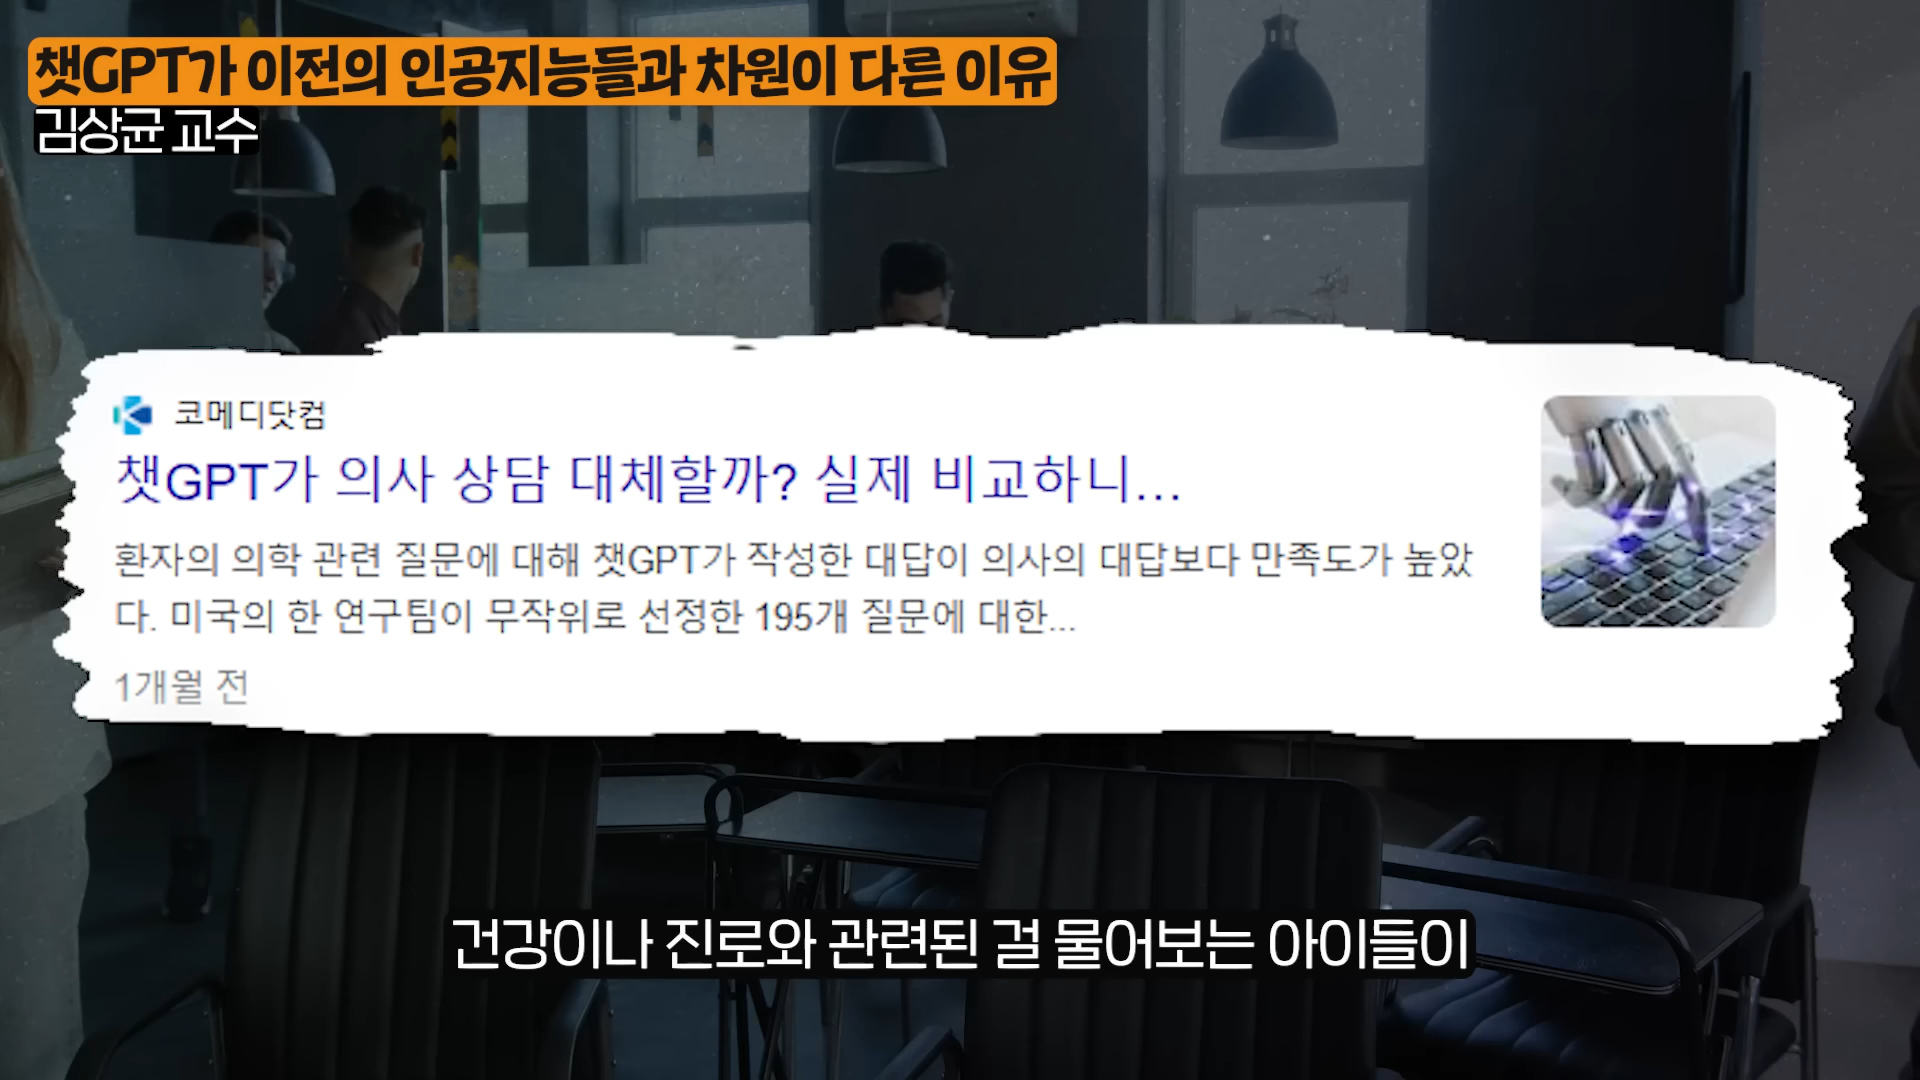 챗GPT가 이전의 인공지능들과 차원이 다른 이유
김상균 교수
코메디닷컴
챗GPT가 의사 상담 대체할까? 실제 비교하니...
환자의 의학 관련 질문에 대해 챗GPT가 작성한 대답이 의사의 대답보다 만족도가 높았
다. 미국의 한 연구팀이 무작위로 선정한 195개 질문에 대한...
1개월 전
건강이나 진로와 관련된 걸 물어보는 아이들이